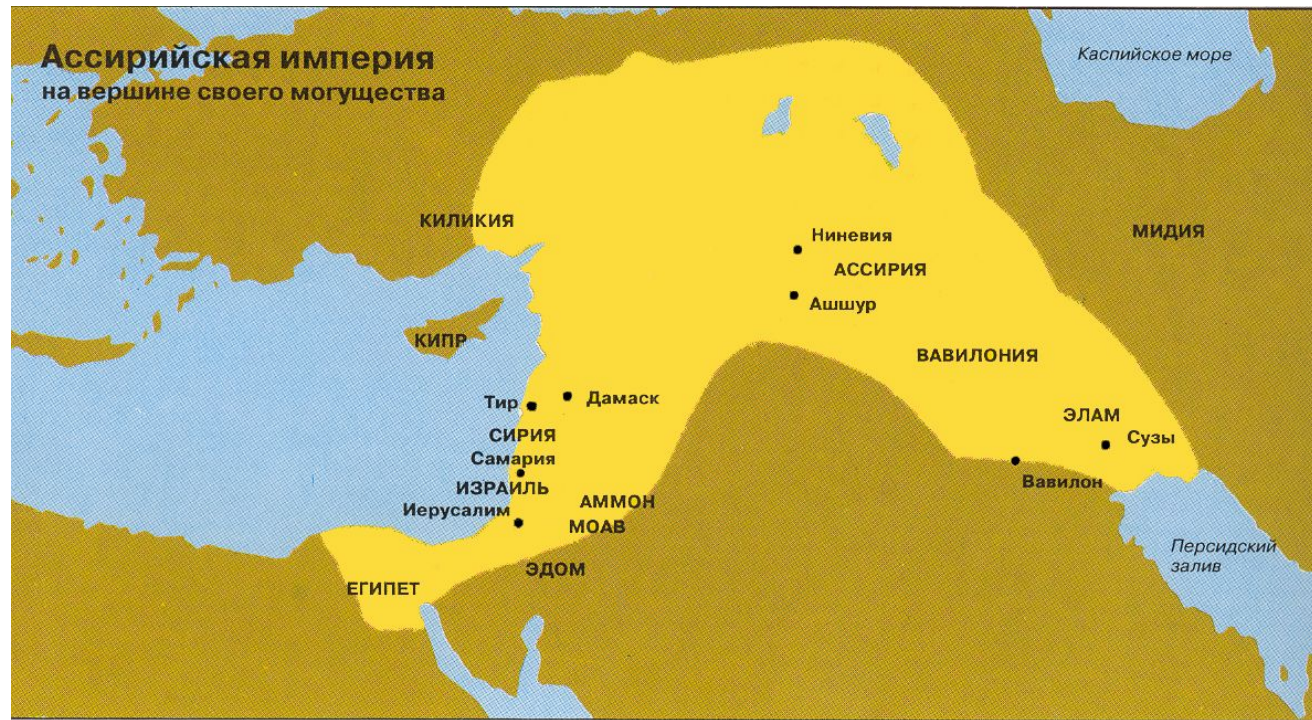 Ассирийская империя
на вершине своего могущества
Каспийское море
КИЛИКИЯ
Ниневия
МИДИЯ
АССИРИЯ
Ашшур
КИПР
ВАВИЛОНИЯ
Тир
Дамаск
ЭЛАМ
СИРИЯ
Сузы
Самария
ИЗРАИЛЬ
Вавилон
Иерусалим
АММОН
МОАВ
Персидский
залив
ЭДОМ
ЕГИПЕТ